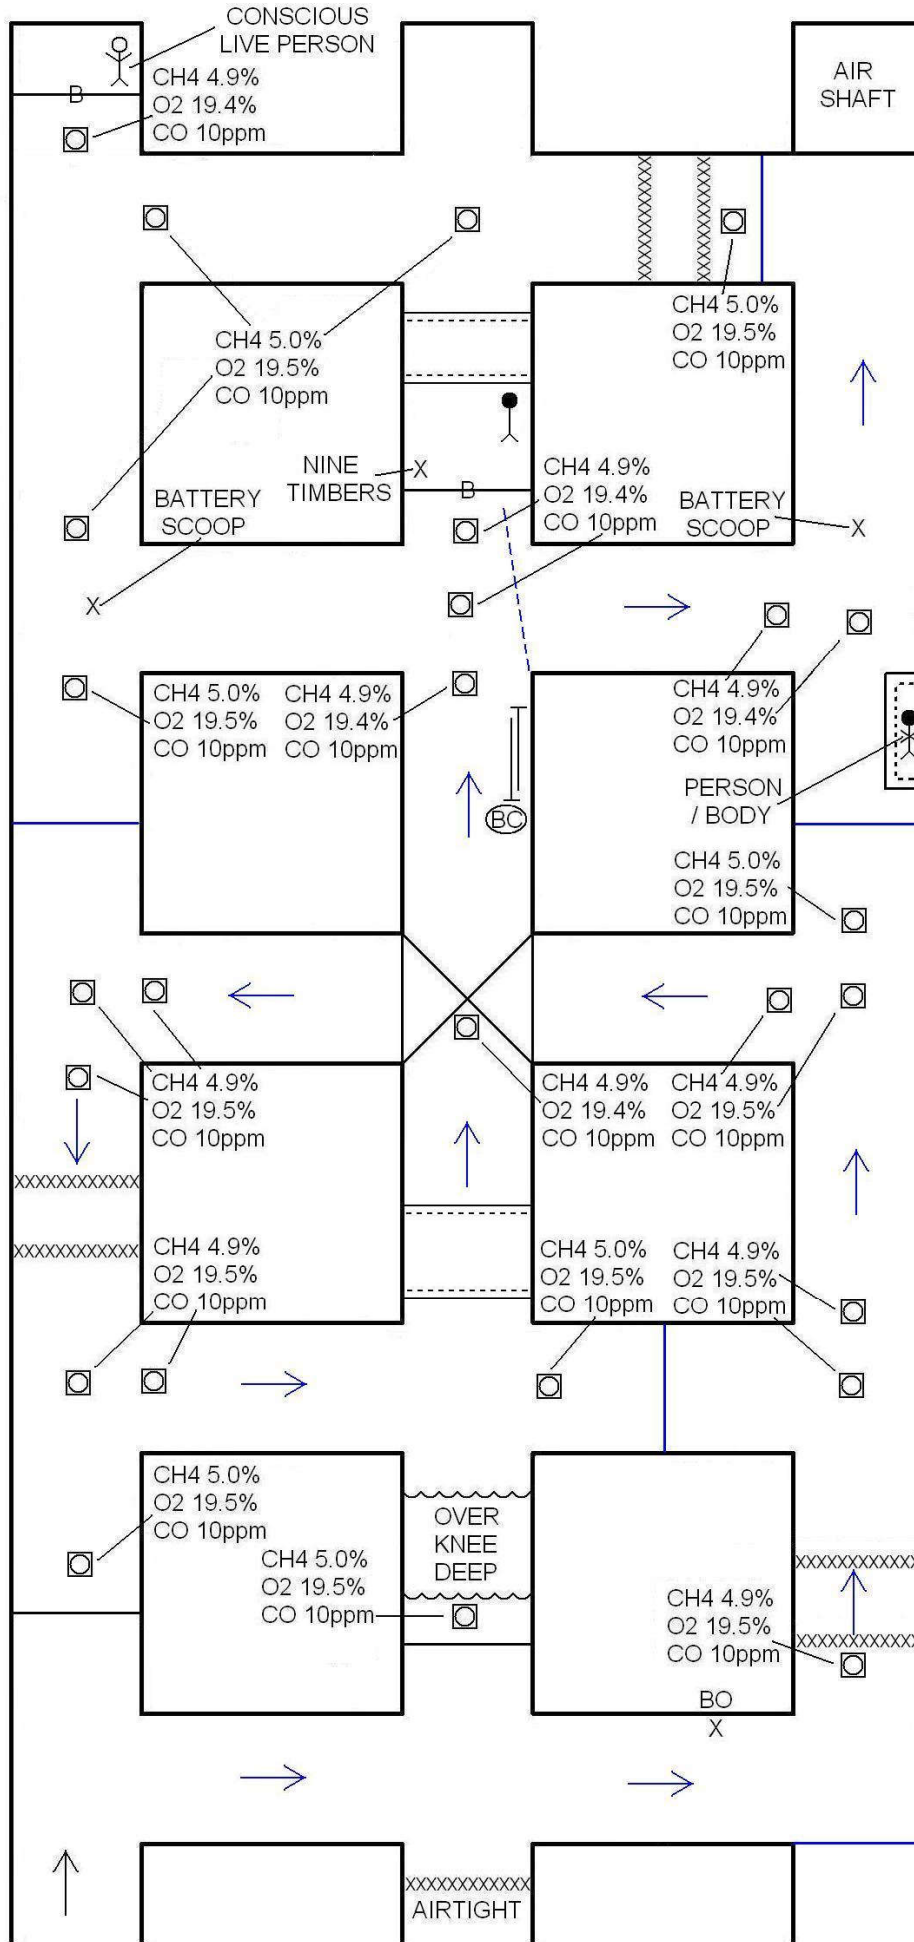 CONSCIOUS
LIVE PERSON
CH4 4.9%
O2 19.4%
CO 10ppm
B
AIR
SHAFT
XXXXXXXXXXX
XXXXXXXXXXX
CH4 5.0%
O2 19.5%
CO 10ppm
CH4 5.0%
O2 19.5%
CO 10ppm
NINE
TIMBERS
X
BATTERY
SCOOP
X
B
CH4 4.9%
O2 19.4%
CO 10ppm
BATTERY
SCOOP
X
CH4 5.0%
O2 19.5%
CO 10ppm
CH4 4.9%
O2 19.4%
CO 10ppm
CH4 4.9%
O2 19.4%
CO 10ppm
PERSON
/ BODY
BC
CH4 5.0%
O2 19.5%
CO 10ppm
CH4 4.9%
O2 19.5%
CO 10ppm
CH4 4.9%
O2 19.4%
CO 10ppm
CH4 4.9%
O2 19.5%
CO 10ppm
XXXXXXXXXXX
XXXXXXXXXXX
CH4 4.9%
O2 19.5%
CO 10ppm
CH4 5.0%
O2 19.5%
CO 10ppm
CH4 4.9%
O2 19.5%
CO 10ppm
CH4 5.0%
O2 19.5%
CO 10ppm
CH4 5.0%
O2 19.5%
CO 10ppm
OVER
KNEE
DEEP
XXXXXXXXXXX
CH4 4.9%
O2 19.5%
CO 10ppm
XXXXXXXXXXX
BO
X
XXXXXXXXXXX
AIRTIGHT